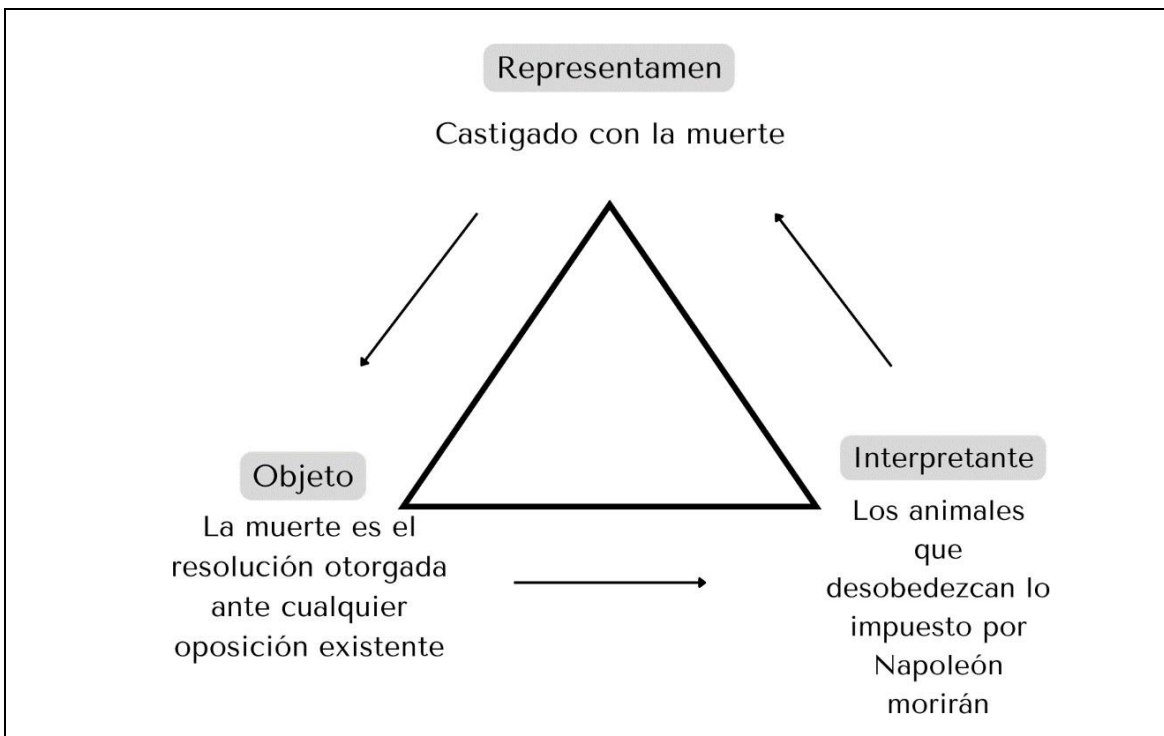 Representamen
Castigado con la muerte
Objeto
La muerte es el
resolución otorgada
ante cualquier
oposición existente
Interpretante
Los animales
que
desobedezcan lo
impuesto por
Napoleón
morirán